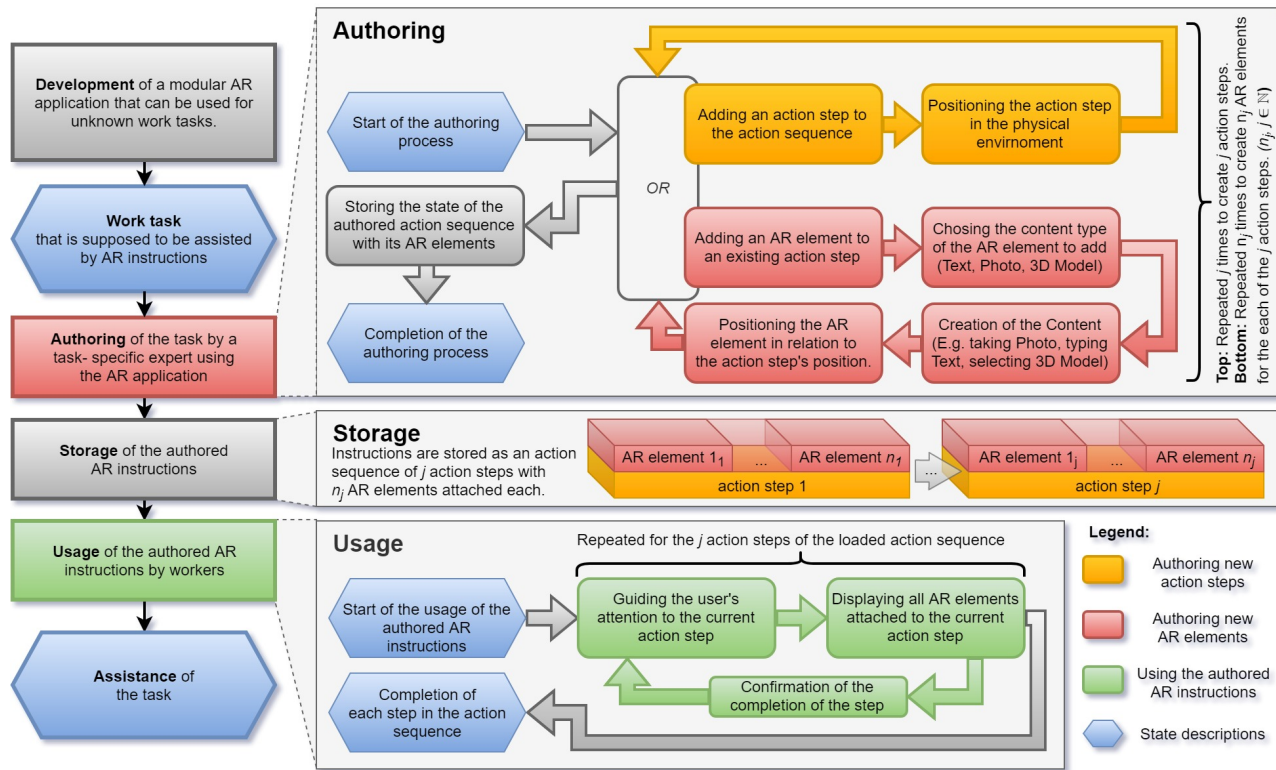 Development of a modular AR
application that can be used for
unknown work tasks.
Work task
that is supposed to be assisted
by AR instructions
Authoring of the task by a
task- specific expert using
the AR application
Storage of the authored
AR instructions
Usage of the authored AR
instructions by workers
Assistance of
the task
Authoring
Start of the authoring
process
Storing the state of the
authored action sequence
with its AR elements
Completion of the
authoring process
OR
Adding an action step to
the action sequence
Positioning the action step
in the physical
envirnoment
Adding an AR element to
an existing action step
Chosing the content type
of the AR element to add
(Text, Photo, 3D Model)
Positioning the AR
element in relation to
the action step's position.
Creation of the Content
(E.g. taking Photo, typing
Text, selecting 3D Model)
Top: Repeated j times to create j action steps.
Bottom: Repeated nj times to create nj AR elements
for the each of the j action steps. (nj, j ∈ ℕ)
Storage
Instructions are stored as an action
sequence of j action steps with
nj AR elements attached each.
AR element 1₁
...
AR element n₁
action step 1
...
AR element 1j
...
AR element nj
action step j
Usage
Repeated for the j action steps of the loaded action sequence
Start of the usage of the
authored AR
instructions
Guiding the user's
attention to the current
action step
Displaying all AR elements
attached to the current
action step
Confirmation of the
completion of the step
Completion of
each step in the action
sequence
Legend:
Authoring new
action steps
Authoring new
AR elements
Using the authored
AR instructions
State descriptions